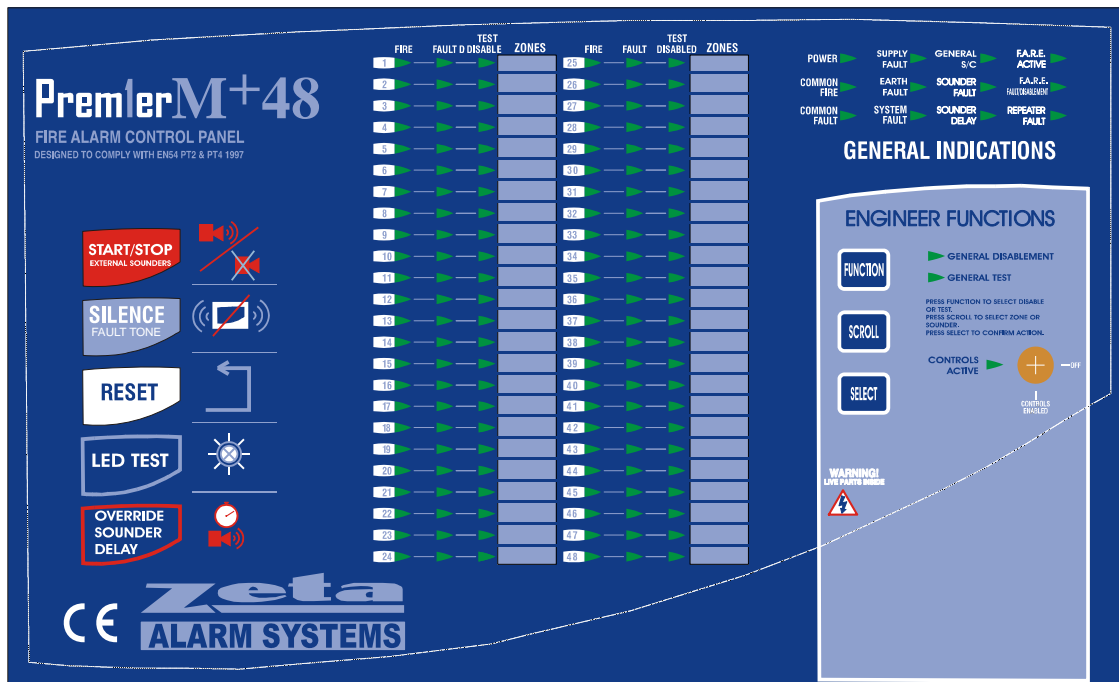 Prem1erM+48
FIRE ALARM CONTROL PANEL
DESIGNED TO COMPLY WITH EN54 PT2 & PT4 1997
START/STOP
EXTERNAL SOUNDERS
SILENCE
FAULT TONE
RESET
LED TEST
OVERRIDE
SOUNDER
DELAY
CE
Zeta
ALARM SYSTEMS
FIRE FAULT D TEST DISABLE ZONES
1
2
3
4
5
6
7
8
9
10
11
12
13
14
15
16
17
18
19
20
21
22
23
24
FIRE FAULT TEST DISABLED ZONES
25
26
27
28
29
30
31
32
33
34
35
36
37
38
39
40
41
42
43
44
45
46
47
48
POWER
SUPPLY FAULT
GENERAL S/C
F.A.R.E. ACTIVE
COMMON FIRE
EARTH FAULT
SOUNDER FAULT
F.A.R.E. FAULT/DISABLEMENT
COMMON FAULT
SYSTEM FAULT
SOUNDER DELAY
REPEATER FAULT
GENERAL INDICATIONS
ENGINEER FUNCTIONS
FUNCTION
SCROLL
SELECT
GENERAL DISABLEMENT
GENERAL TEST
PRESS FUNCTION TO SELECT DISABLE
OR TEST.
PRESS SCROLL TO SELECT ZONE OR
SOUNDER.
PRESS SELECT TO CONFIRM ACTION.
CONTROLS
ACTIVE
OFF
CONTROLS
ENABLED
WARNING!
LIVE PARTS INSIDE